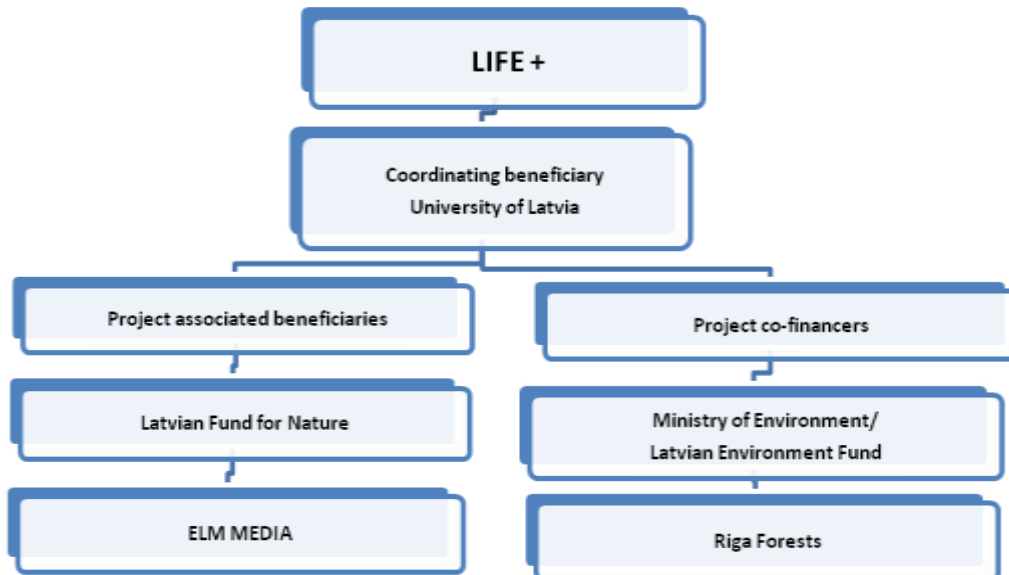 LIFE +
Coordinating beneficiary
University of Latvia
Project associated beneficiaries
Project co-financers
Latvian Fund for Nature
Ministry of Environment/
Latvian Environment Fund
ELM MEDIA
Riga Forests